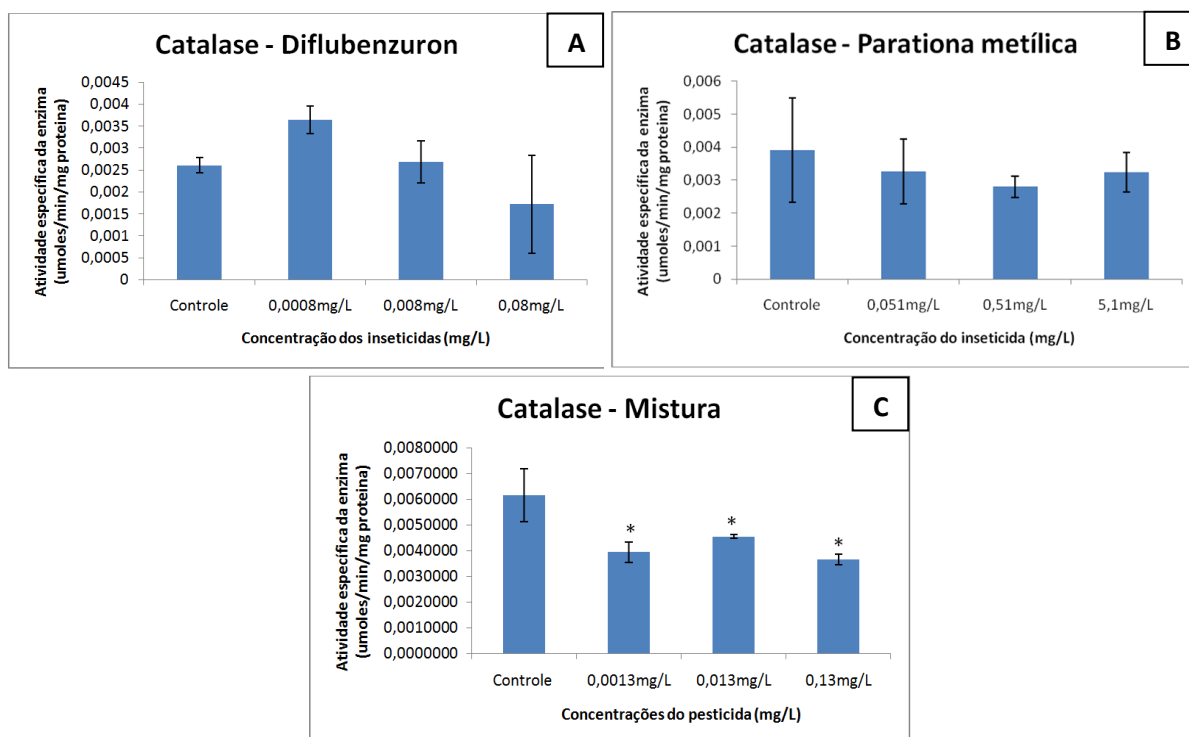 Catalase - Diflubenzuron
A
Atividade específica da enzima
(umoles/min/mg proteina)
0,0045
0,004
0,0035
0,003
0,0025
0,002
0,0015
0,001
0,0005
0
Controle
0,0008mg/L
0,008mg/L
0,08mg/L
Concentração dos inseticidas (mg/L)
Catalase - Parationa metílica
B
Atividade específica da enzima
(umoles/min/mg proteina)
0,006
0,005
0,004
0,003
0,002
0,001
0
Controle
0,051mg/L
0,51mg/L
5,1mg/L
Concentração do inseticida (mg/L)
Catalase - Mistura
C
Atividade específica da enzima
(umoles/min/mg proteina)
0,0080000
0,0070000
0,0060000
0,0050000
0,0040000
0,0030000
0,0020000
0,0010000
0,0000000
*
*
*
Controle
0,0013mg/L
0,013mg/L
0,13mg/L
Concentrações do pesticida (mg/L)